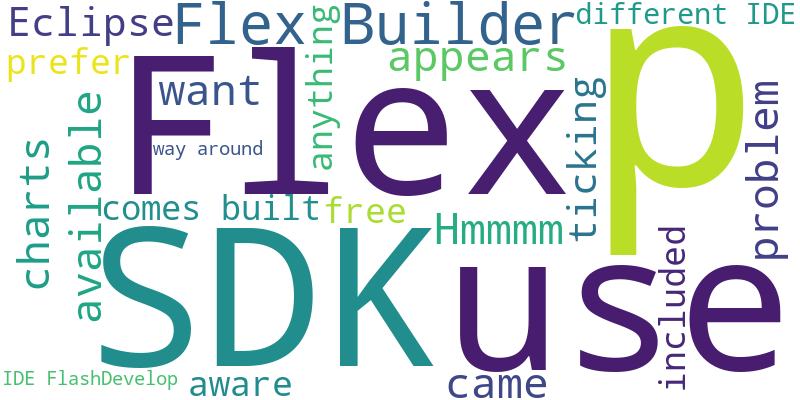 Eclipse
Flex Builder
different IDE
prefer
appears
anything
want
Flex
p
way around
ticking
problem
charts
available
comes built
free
Hmmmm
SDK
use
included
IDE FlashDevelop
aware
came